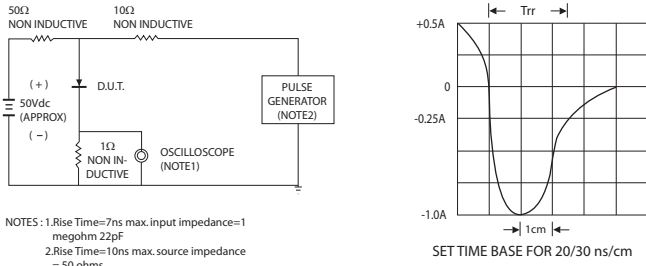 50Ω
NON INDUCTIVE
10Ω
NON INDUCTIVE
(+)
50Vdc
(APPROX)
(−)
D.U.T.
1Ω
NON IN-
DUCTIVE
OSCILLOSCOPE
(NOTE1)
PULSE
GENERATOR
(NOTE2)
NOTES : 1.Rise Time=7ns max.input impedance=1
megohm 22pF
2.Rise Time=10ns max.source impedance
= 50 ohms
Trr
+0.5A
0
-0.25A
-1.0A
1cm
SET TIME BASE FOR 20/30 ns/cm